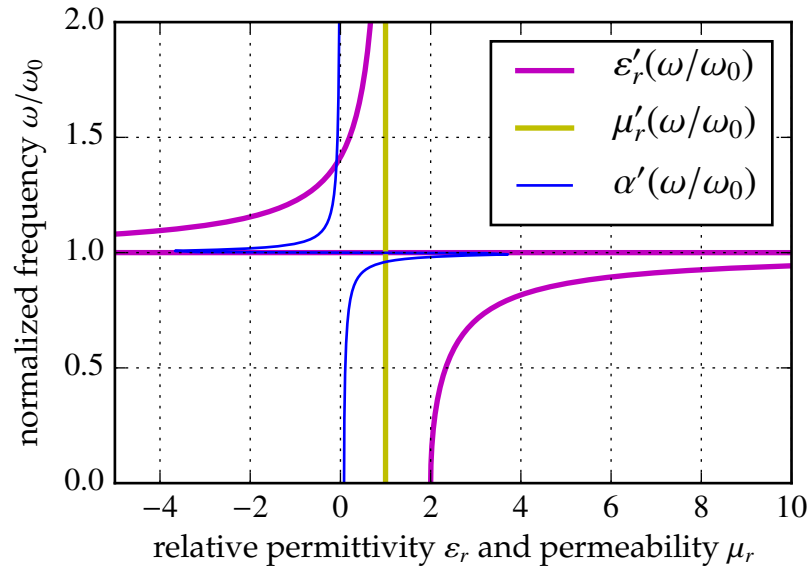 2.0
1.5
1.0
0.5
0.0
normalized frequency ω/ω₀
ε′ᵣ(ω/ω₀)
μ′ᵣ(ω/ω₀)
α′(ω/ω₀)
−4 −2 0 2 4 6 8 10
relative permittivity εᵣ and permeability μᵣ